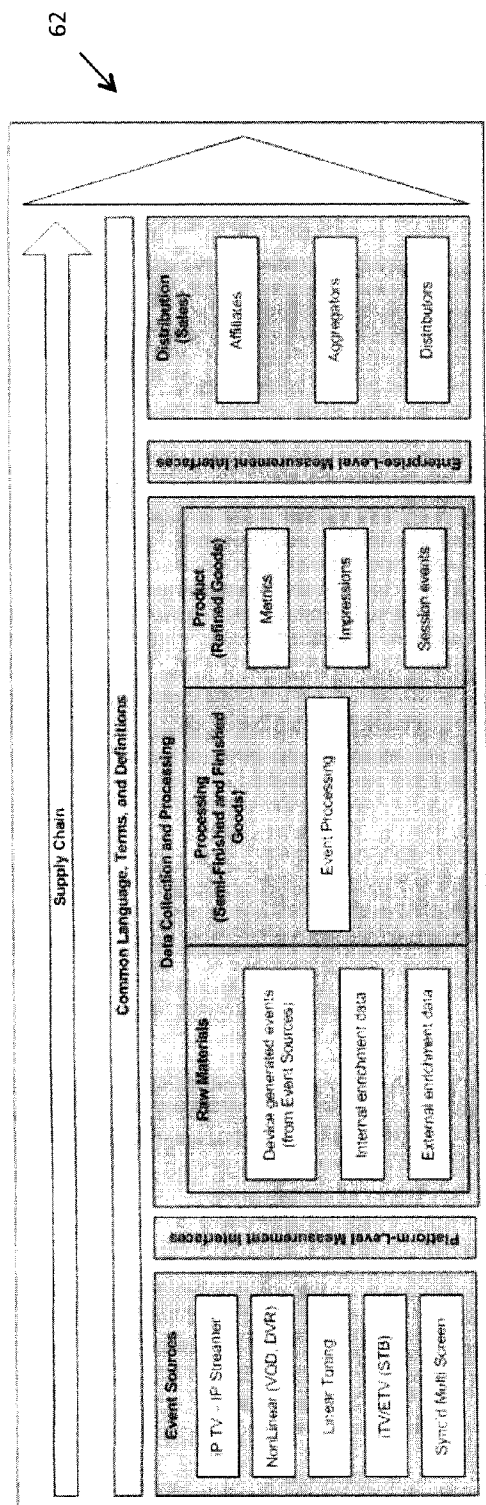 62
Supply Chain
Common Language, Terms, and Definitions
Event Sources
IP TV - IP Streamer
NonLinear (VOD, DVR)
Linear Tuning
iTV/ETV (STB)
Sync'd Multi Screen
Platform-Level Measurement Interfaces
Data Collection and Processing
Raw Materials
Device generated events
(from Event Sources)
Internal enrichment data
External enrichment data
Processing
(Semi-Finished and Finished
Goods)
Event Processing
Product
(Refined Goods)
Metrics
Impressions
Session events
Enterprise-Level Measurement Interfaces
Distribution
(Sales)
Affiliates
Aggregators
Distributors